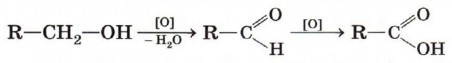 R—CH₂—OH [O] – H₂O → R—C O H [O] → R—C O OH